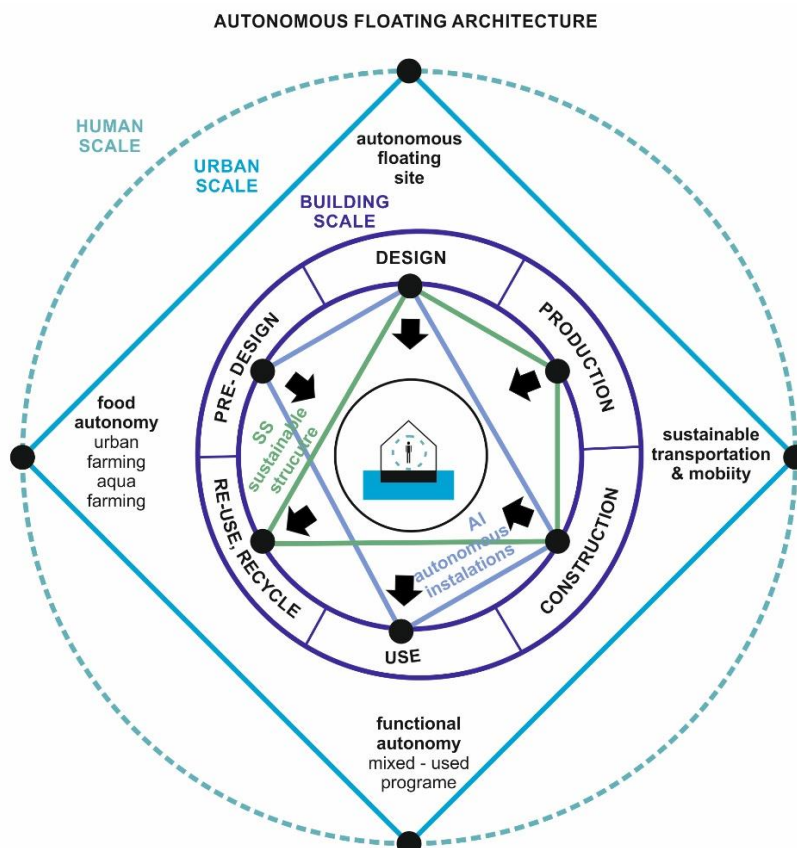 AUTONOMOUS FLOATING ARCHITECTURE
HUMAN
SCALE
URBAN
SCALE
autonomous
floating
site
BUILDING
SCALE
DESIGN
PRE- DESIGN
PRODUCTION
food
autonomy
urban
farming
aqua
farming
SS
sustainable
strucutre
sustainable
transportation
& mobiity
RE-USE, RECYCLE
AI
autonomous
instalations
CONSTRUCTION
USE
functional
autonomy
mixed - used
programe